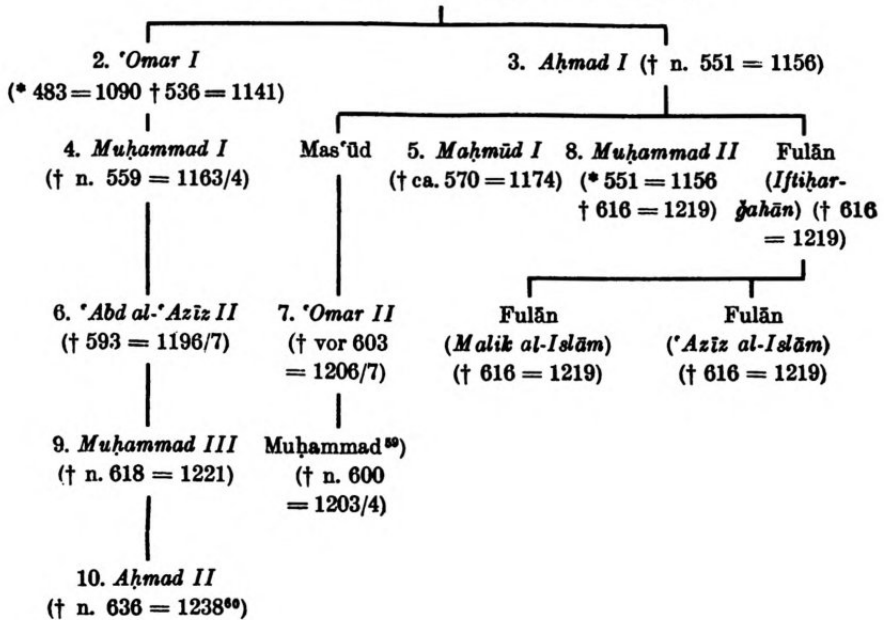 2. ʿOmar I
3. Aḥmad I († n. 551 = 1156)
(* 483 = 1090 † 536 = 1141)
4. Muḥammad I
Masʿūd
5. Maḥmūd I
8. Muḥammad II
Fulān
(† n. 559 = 1163/4)
(† ca. 570 = 1174)
(* 551 = 1156
(Iftiḫar-
† 616 = 1219)
ǧahān) († 616
= 1219)
6. ʿAbd al-ʿAzīz II
7. ʿOmar II
Fulān
Fulān
(† 593 = 1196/7)
(† vor 603
(Malik al-Islām)
(ʿAzīz al-Islām)
= 1206/7)
(† 616 = 1219)
(† 616 = 1219)
9. Muḥammad III
Muḥammad⁵⁹)
(† n. 618 = 1221)
(† n. 600
= 1203/4)
10. Aḥmad II
(† n. 636 = 1238⁶⁰)